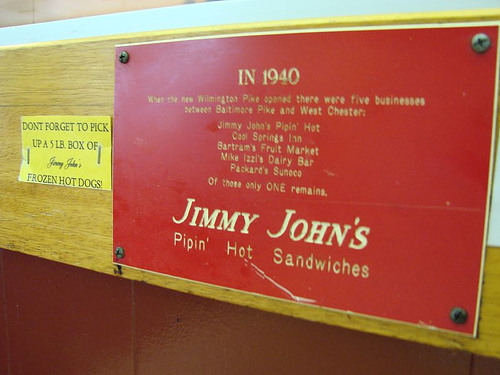 DONT FORGET TO PICK
UP A 5 LB. BOX OF
Jimmy John's
FROZEN HOT DOGS!
IN 1940
When the new Wilmington Pike opened there were five businesses
between Baltimore Pike and West Chester:
Jimmy John's Pipin' Hot
Cool Springs Inn
Bartram's Fruit Market
Mike Izzi's Dairy Bar
Packard's Sunoco
Of those only ONE remains,
JIMMY JOHN'S
Pipin' Hot Sandwiches